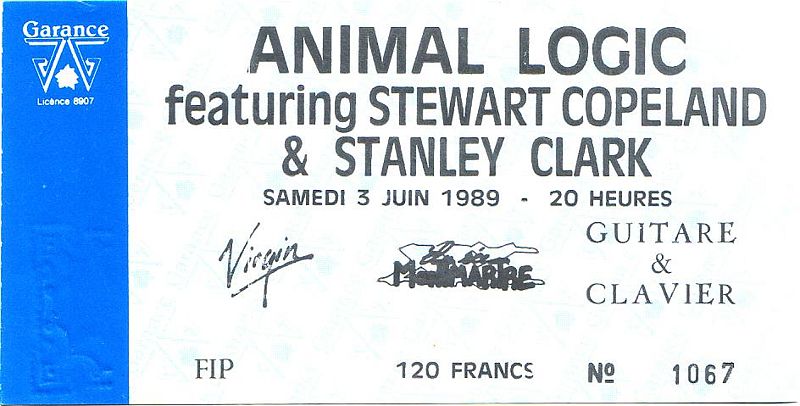 Garance
Licence 8907
ANIMAL LOGIC
featuring STEWART COPELAND
& STANLEY CLARK
SAMEDI 3 JUIN 1989 - 20 HEURES
Virgin
MONTMARTRE
GUITARE
&
CLAVIER
FIP
120 FRANCS
Nº 1067